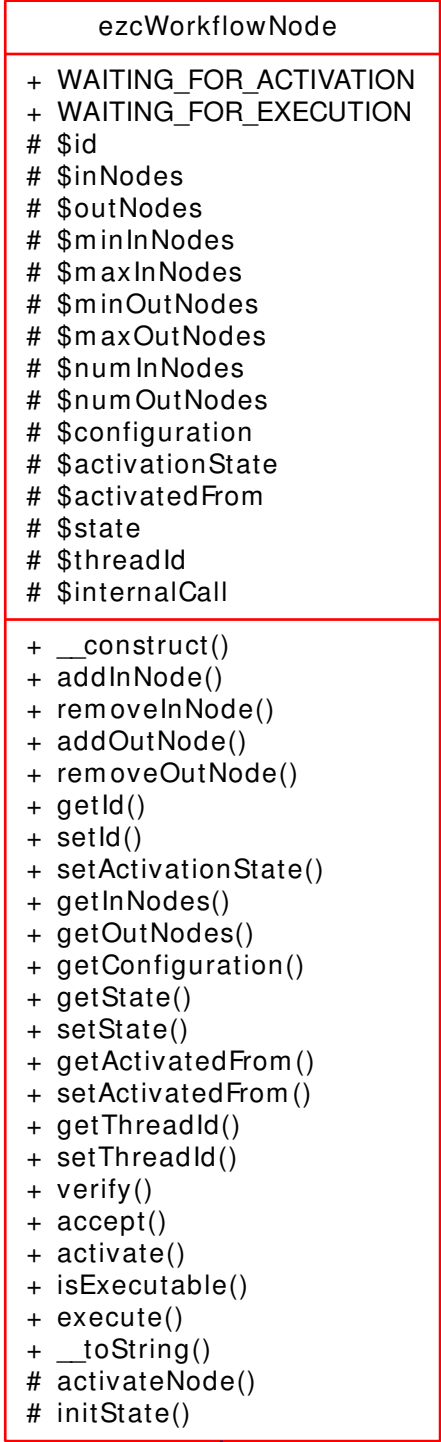 ezcWorkflowNode
+ WAITING_FOR_ACTIVATION
+ WAITING_FOR_EXECUTION
# $id
# $inNodes
# $outNodes
# $minInNodes
# $maxInNodes
# $minOutNodes
# $maxOutNodes
# $numInNodes
# $numOutNodes
# $configuration
# $activationState
# $activatedFrom
# $state
# $threadId
# $internalCall
+ __construct()
+ addInNode()
+ removeInNode()
+ addOutNode()
+ removeOutNode()
+ getId()
+ setId()
+ setActivationState()
+ getInNodes()
+ getOutNodes()
+ getConfiguration()
+ getState()
+ setState()
+ getActivatedFrom()
+ setActivatedFrom()
+ getThreadId()
+ setThreadId()
+ verify()
+ accept()
+ activate()
+ isExecutable()
+ execute()
+ __toString()
# activateNode()
# initState()